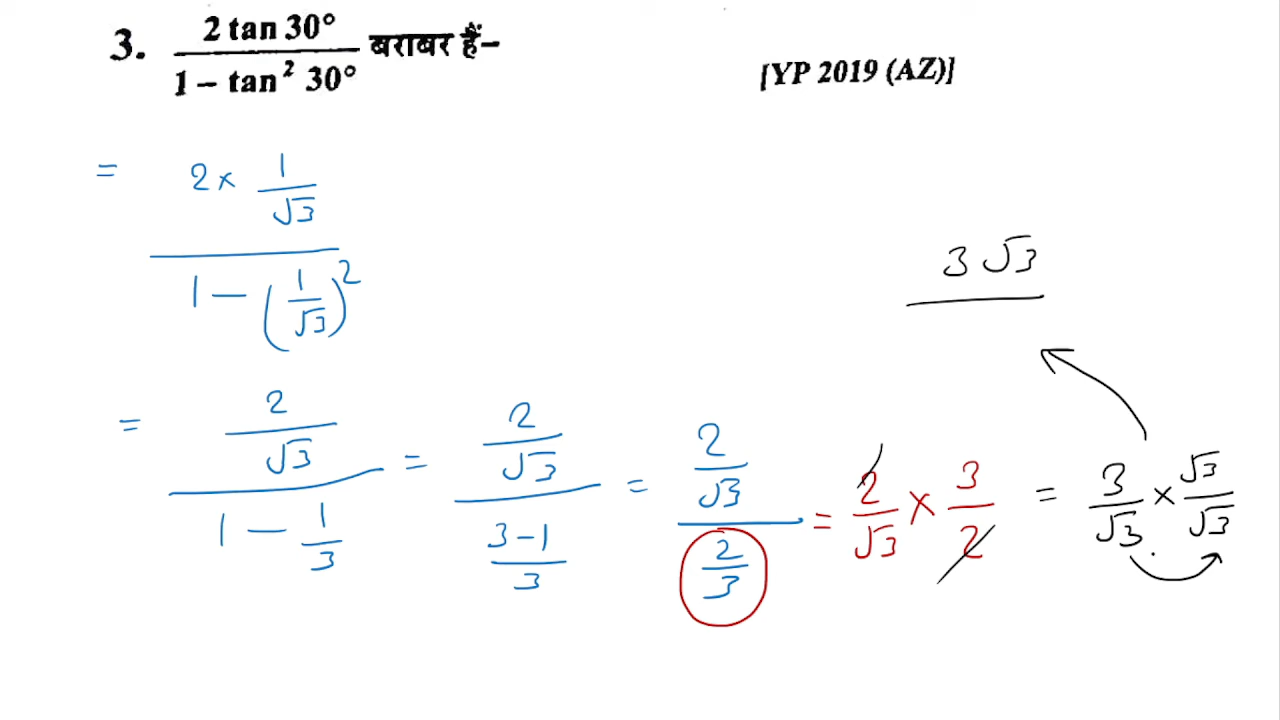 3. 2 tan 30° / 1 – tan² 30° बराबर हैं–
[YP 2019 (AZ)]
= 2 × 1/√3 / 1 – (1/√3)²
3√3
= 2/√3 / 1 – 1/3 = 2/√3 / 3–1/3 = 2/√3 / 2/3 = 2/√3 × 3/2 = 3/√3 × √3/√3